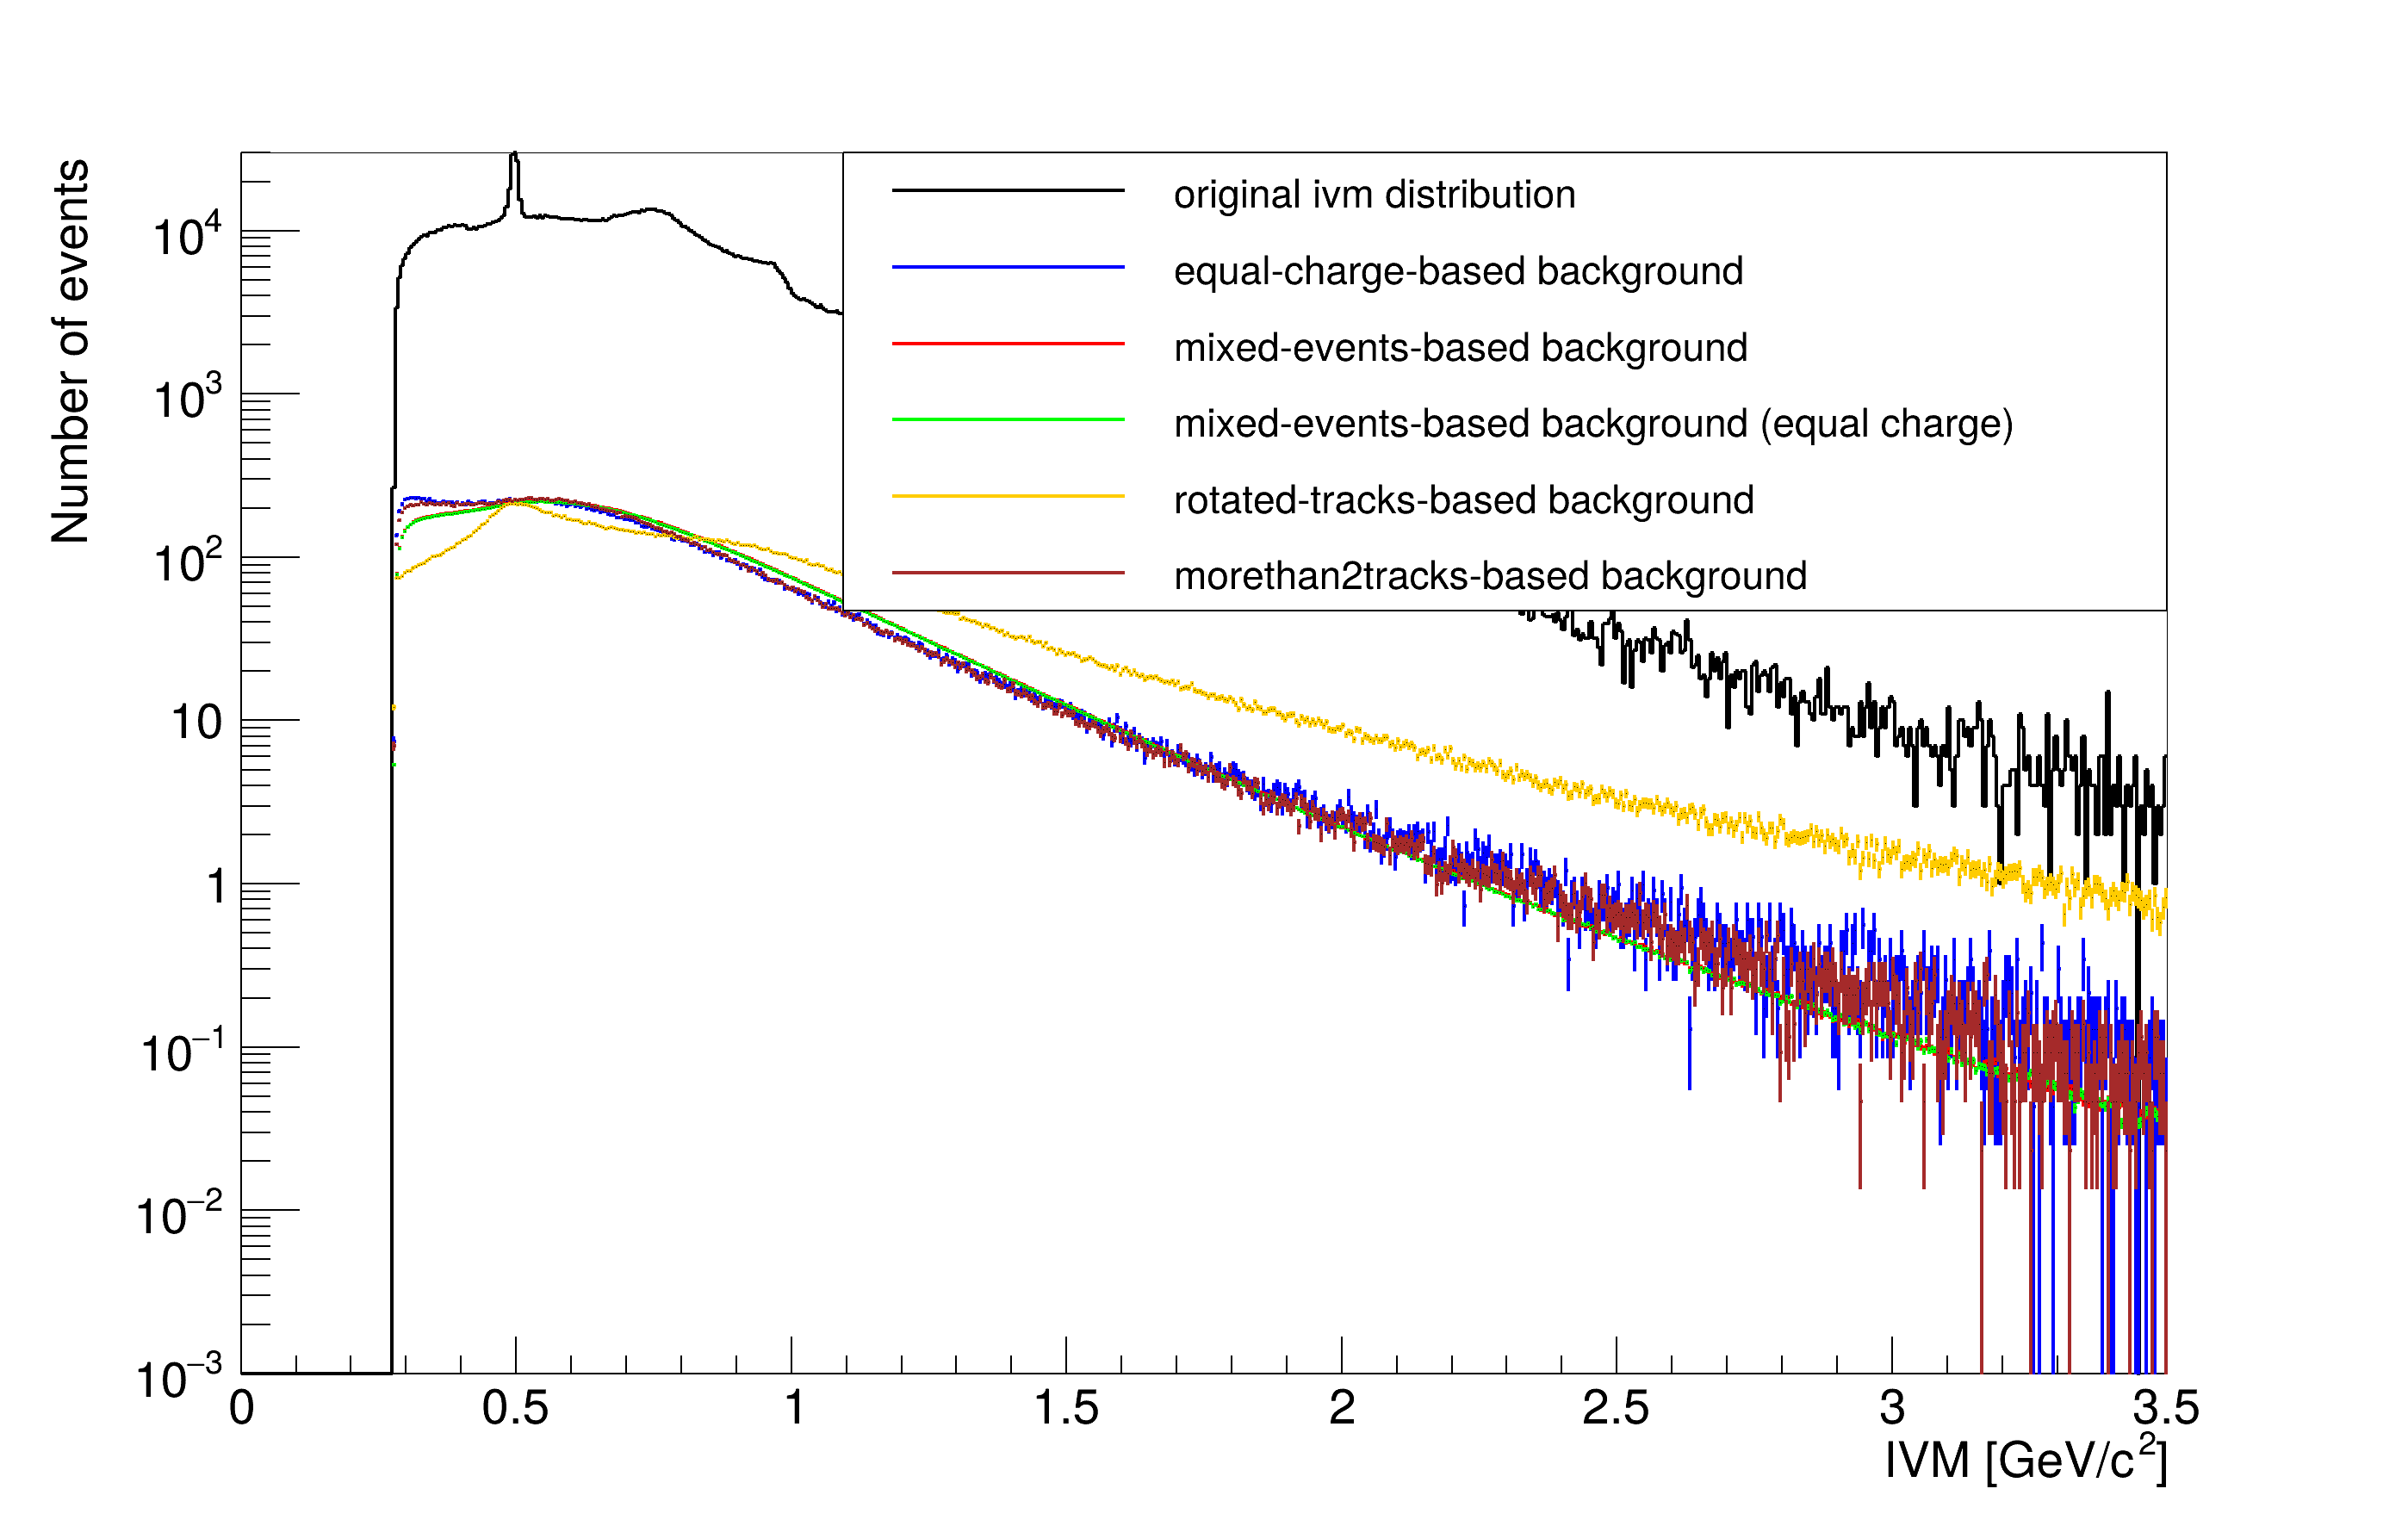 Number of events
10^4
10^3
10^2
10
1
10^−1
10^−2
10^−3
original ivm distribution
equal-charge-based background
mixed-events-based background
mixed-events-based background (equal charge)
rotated-tracks-based background
morethan2tracks-based background
0 0.5 1 1.5 2 2.5 3 3.5
IVM [GeV/c^2]